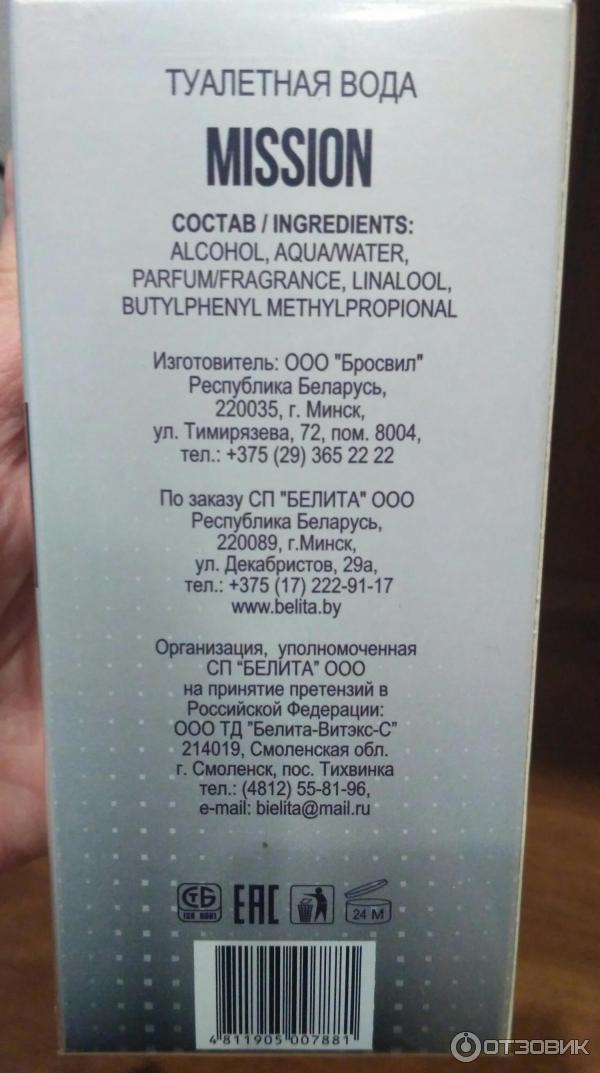 ТУАЛЕТНАЯ ВОДА
MISSION
СОСТАВ / INGREDIENTS:
ALCOHOL, AQUA/WATER,
PARFUM/FRAGRANCE, LINALOOL,
BUTYLPHENYL METHYLPROPIONAL
Изготовитель: ООО "Бросвил"
Республика Беларусь,
220035, г. Минск,
ул. Тимирязева, 72, пом. 8004,
тел.: +375 (29) 365 22 22
По заказу СП "БЕЛИТА" ООО
Республика Беларусь,
220089, г.Минск,
ул. Декабристов, 29а,
тел.: +375 (17) 222-91-17
www.belita.by
Организация, уполномоченная
СП "БЕЛИТА" ООО
на принятие претензий в
Российской Федерации:
ООО ТД "Белита-Витэкс-С"
214019, Смоленская обл.
г. Смоленск, пос. Тихвинка
тел.: (4812) 55-81-96,
e-mail: bielita@mail.ru
СТБ
ISO 9001
ЕАС
24 М
4 811905 007881
ОТЗОВИК